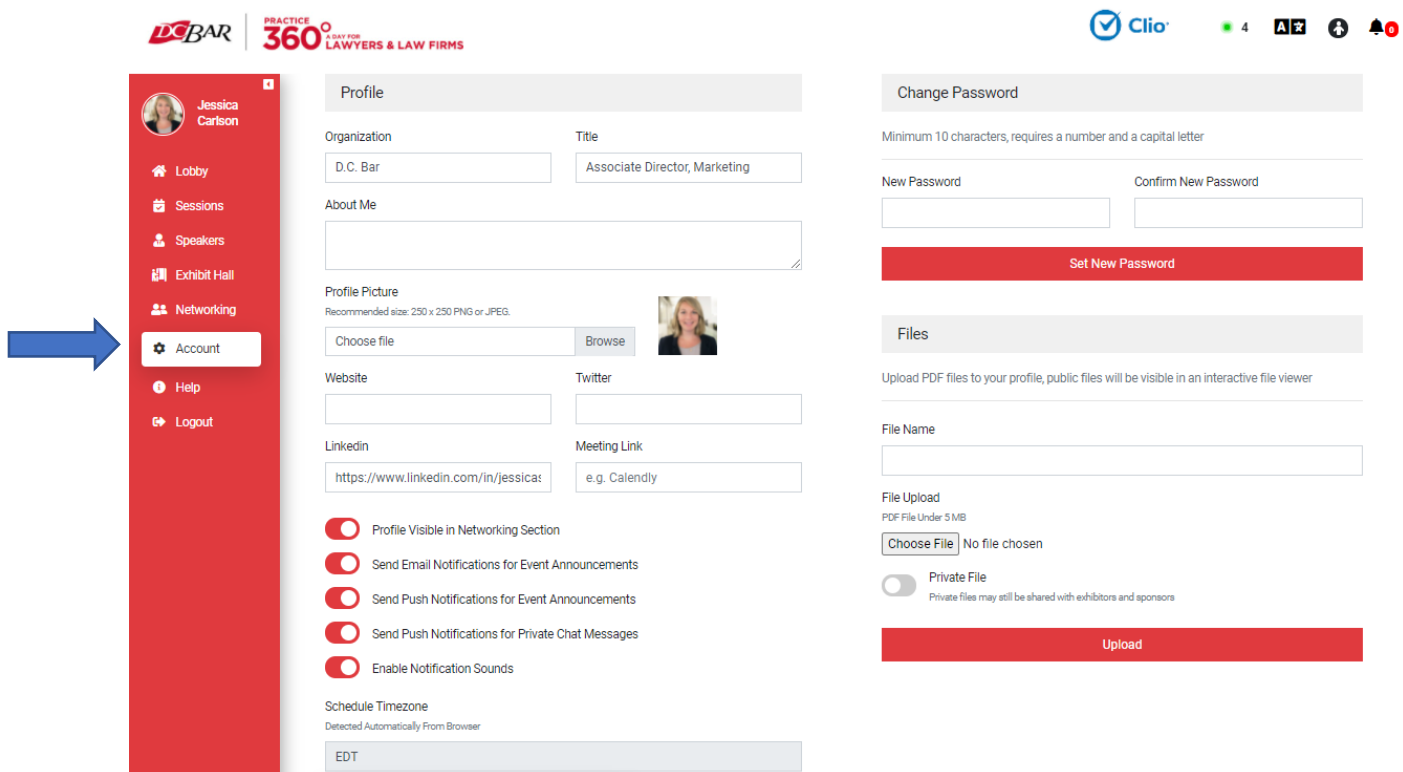 DCBAR
PRACTICE
360° A DAY FOR
LAWYERS & LAW FIRMS
Clio
4
A
0
Jessica
Carlson
Lobby
Sessions
Speakers
Exhibit Hall
Networking
Account
Help
Logout
Profile
Organization Title
D.C. Bar Associate Director, Marketing
About Me
Profile Picture
Recommended size: 250 x 250 PNG or JPEG.
Choose file Browse
Website Twitter
Linkedin Meeting Link
https://www.linkedin.com/in/jessicas e.g. Calendly
Profile Visible in Networking Section
Send Email Notifications for Event Announcements
Send Push Notifications for Event Announcements
Send Push Notifications for Private Chat Messages
Enable Notification Sounds
Schedule Timezone
Detected Automatically From Browser
EDT
Change Password
Minimum 10 characters, requires a number and a capital letter
New Password Confirm New Password
Set New Password
Files
Upload PDF files to your profile, public files will be visible in an interactive file viewer
File Name
File Upload
PDF File Under 5 MB
Choose File No file chosen
Private File
Private files may still be shared with exhibitors and sponsors
Upload